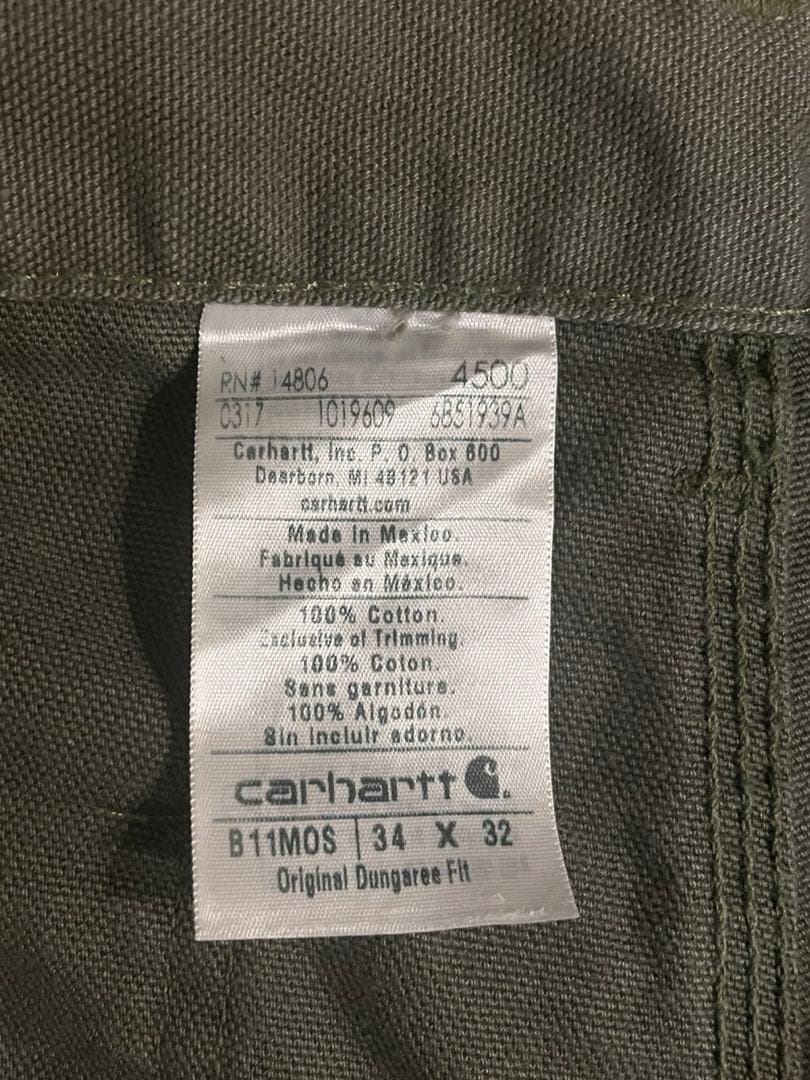 RN# 14806 4500
0317 1019609 6B51939A
Carhartt, Inc. P. O. Box 600
Dearborn, MI 48121 USA
carhartt.com
Made in Mexico.
Fabriqué au Mexique.
Hecho en México.
100% Cotton.
Exclusive of Trimming.
100% Coton.
Sans garniture.
100% Algodón.
Sin incluir adorno.
carhartt
B11MOS | 34 X 32
Original Dungaree Fit